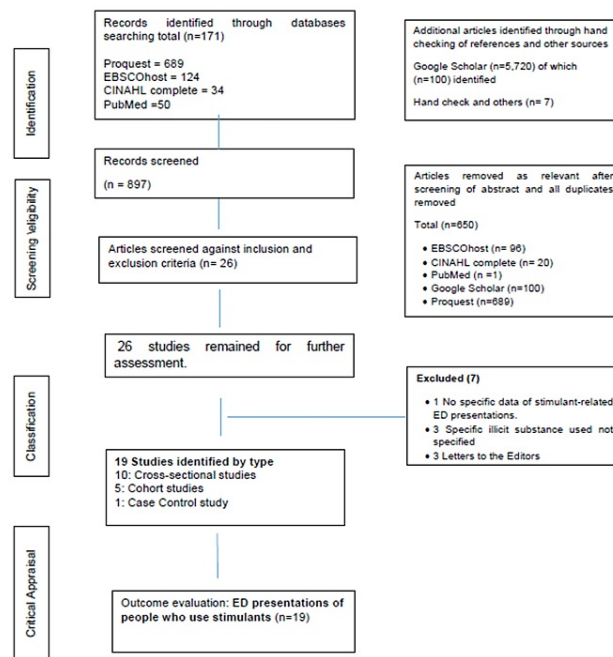 Identification
Records identified through databases
searching total (n=171)
Proquest = 689
EBSCOhost = 124
CINAHL complete = 34
PubMed =50
Additional articles identified through hand
checking of references and other sources
Google Scholar (n=5,720) of which
(n=100) identified
Hand check and others (n= 7)
Records screened
(n = 897)
Screening \eligibility
Articles screened against inclusion and
exclusion criteria (n= 26)
Articles removed as relevant after
screening of abstract and all duplicates
removed
Total (n=650)
• EBSCOhost (n= 96)
• CINAHL complete (n= 20)
• PubMed (n =1)
• Google Scholar (n=100)
• Proquest (n=689)
26 studies remained for further
assessment.
Classification
Excluded (7)
• 1 No specific data of stimulant-related
ED presentations.
• 3 Specific illicit substance used not
specified
• 3 Letters to the Editors
19 Studies identified by type
10: Cross-sectional studies
5: Cohort studies
1: Case Control study
Critical Appraisal
Outcome evaluation: ED presentations of
people who use stimulants (n=19)